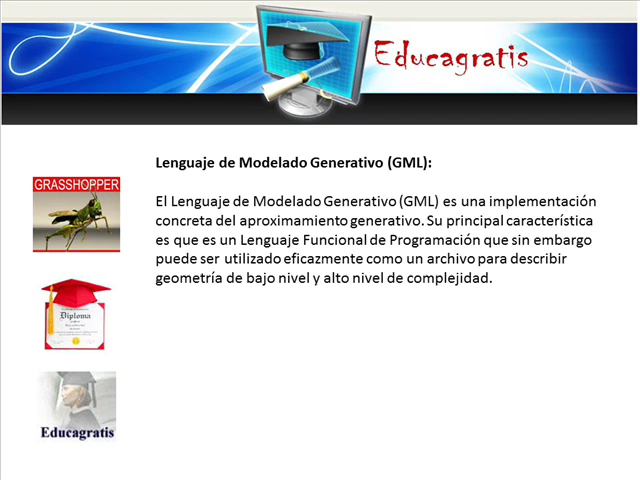 Educagratis
Lenguaje de Modelado Generativo (GML):
El Lenguaje de Modelado Generativo (GML) es una implementación
concreta del aproximamiento generativo. Su principal característica
es que es un Lenguaje Funcional de Programación que sin embargo
puede ser utilizado eficazmente como un archivo para describir
geometría de bajo nivel y alto nivel de complejidad.
GRASSHOPPER
Diploma
Educagratis